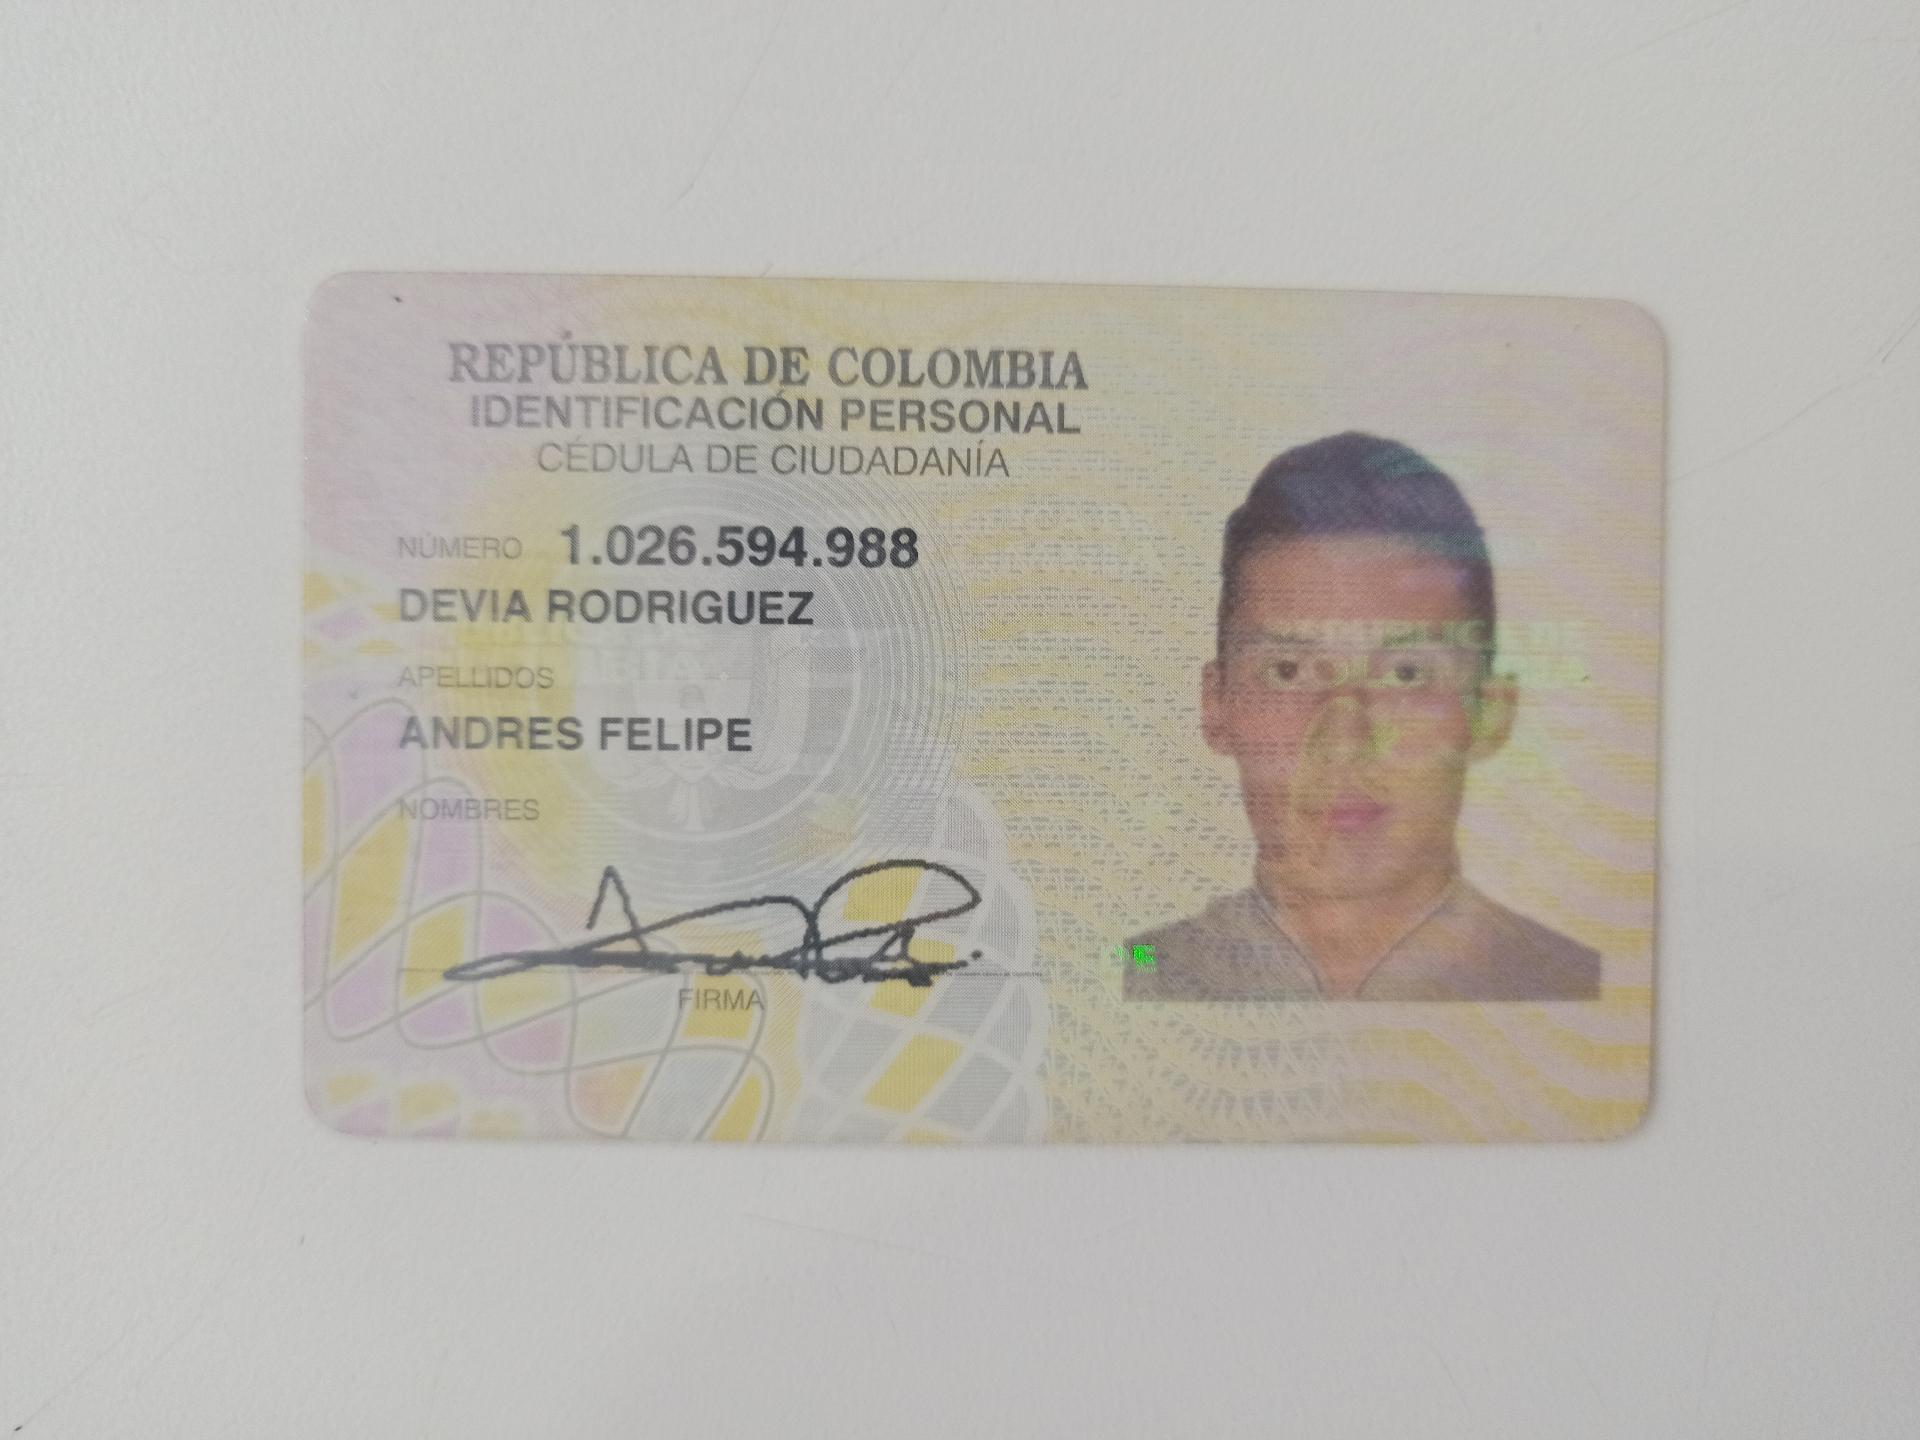 REPÚBLICA DE COLOMBIA
IDENTIFICACIÓN PERSONAL
CÉDULA DE CIUDADANÍA
NÚMERO 1.026.594.988
DEVIA RODRIGUEZ
APELLIDOS
ANDRES FELIPE
NOMBRES
FIRMA